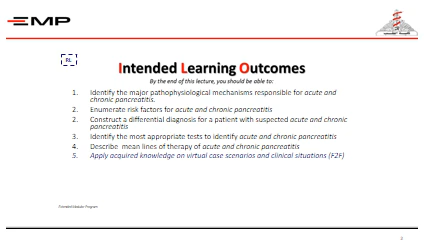 EMP
RL
Intended Learning Outcomes
By the end of this lecture, you should be able to:
1. Identify the major pathophysiological mechanisms responsible for acute and
chronic pancreatitis.
2. Enumerate risk factors for acute and chronic pancreatitis
2. Construct a differential diagnosis for a patient with suspected acute and chronic
pancreatitis
3. Identify the most appropriate tests to identify acute and chronic pancreatitis
4. Describe mean lines of therapy of acute and chronic pancreatitis
5. Apply acquired knowledge on virtual case scenarios and clinical situations (F2F)
Extended Modular Program
2